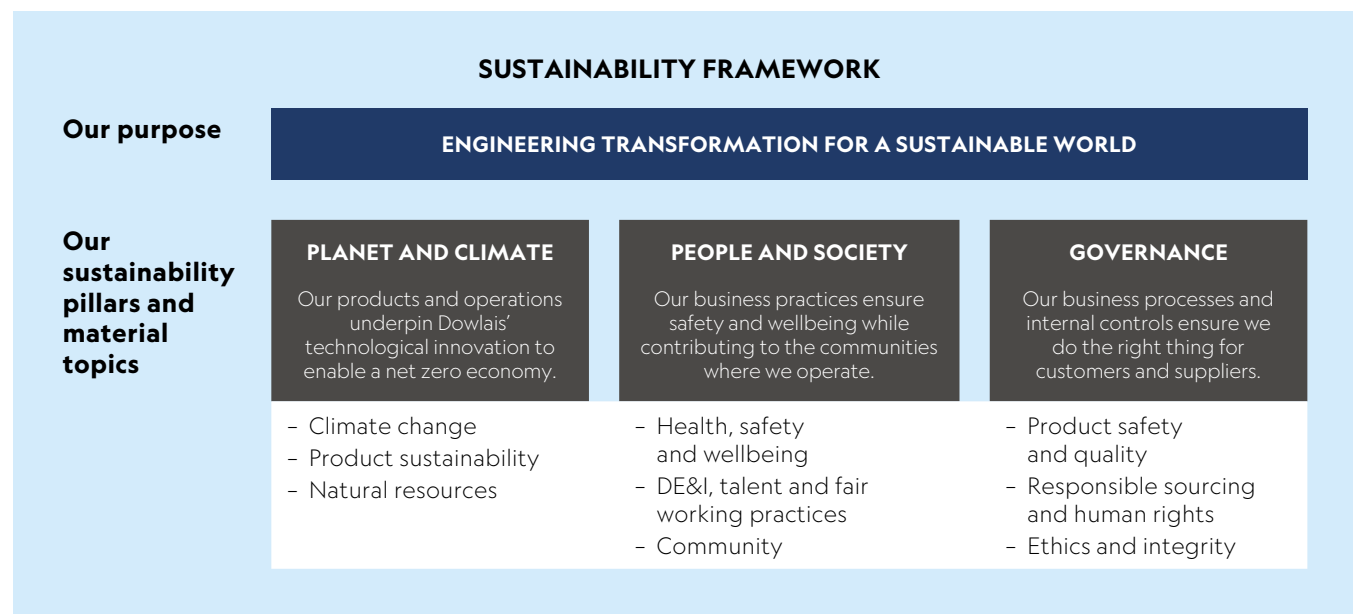 SUSTAINABILITY FRAMEWORK
Our purpose
ENGINEERING TRANSFORMATION FOR A SUSTAINABLE WORLD
Our
sustainability
pillars and
material
topics
PLANET AND CLIMATE
Our products and operations
underpin Dowlais’
technological innovation to
enable a net zero economy.
– Climate change
– Product sustainability
– Natural resources
PEOPLE AND SOCIETY
Our business practices ensure
safety and wellbeing while
contributing to the communities
where we operate.
– Health, safety
and wellbeing
– DE&I, talent and fair
working practices
– Community
GOVERNANCE
Our business processes and
internal controls ensure we
do the right thing for
customers and suppliers.
– Product safety
and quality
– Responsible sourcing
and human rights
– Ethics and integrity